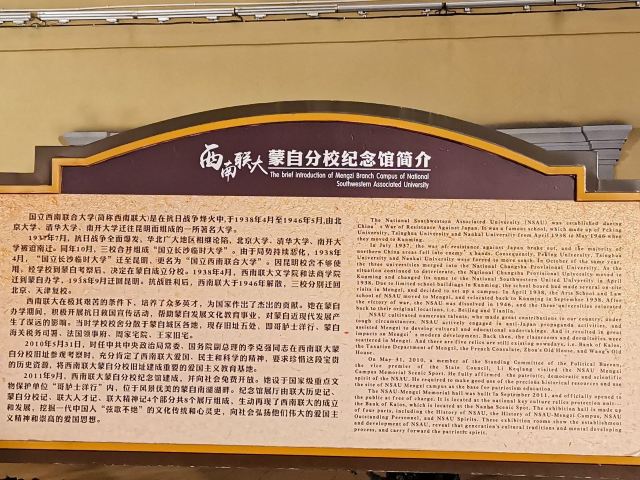 西南联大 蒙自分校纪念馆简介
The brief introduction of Mengzi Branch Campus of National
Southwestern Associated University
国立西南联合大学(简称西南联大)是在抗日战争烽火中,于1938年4月至1946年5月,由北
京大学、清华大学、南开大学迁往昆明而组成的一所著名大学。
1937年7月,抗日战争全面爆发,华北广大地区相继沦陷,北京大学、清华大学、南开大
学被迫南迁。同年10月,三校合并组成“国立长沙临时大学”。由于局势持续恶化,1938年
4月,“国立长沙临时大学”迁至昆明,更名为“国立西南联合大学”。因昆明校舍不够使
用,经学校到蒙自考察后,决定在蒙自成立分校。1938年4月,西南联大文学院和法商学院
迁到蒙自办学,1938年9月迁回昆明。抗战胜利后,西南联大于1946年解散,三校分别迁回
北京、天津复校。
西南联大在极其艰苦的条件下,培养了众多英才,为国家作出了杰出的贡献。她在蒙自
办学期间,积极开展抗日救国宣传活动,帮助蒙自发展文化教育事业,对蒙自近现代发展产
生了深远的影响。当时学校校舍分散于蒙自城区各地,现存旧址五处、即哥胪士洋行、蒙自
海关税务司署、法国领事府、周家宅院、王家旧宅。
2010年5月31日,时任中共中央政治局常委、国务院副总理的李克强同志在西南联大蒙
自分校旧址参观考察时,充分肯定了西南联大爱国、民主和科学的精神,要求珍惜这段宝贵
的历史资源,将西南联大蒙自分校旧址建成重要的爱国主义教育基地。
2011年9月,西南联大蒙自分校纪念馆建成,并向社会免费开放。她设于国家级重点文
物保护单位“哥胪士洋行”内,位于风景优美的蒙自南湖湖畔。纪念馆展厅由联大历史记、
蒙自分校记、联大人才记、联大精神记4个部分共8个展厅组成,生动再现了西南联大的成立
和发展,挖掘一代中国人“弦歌不绝”的文化传统和心灵史,向社会弘扬他们伟大的爱国主
义精神和崇高的爱国思想。
The National Southwestern Associated University (NSAU) was established during
China's War of Resistance Against Japan. It was a famous school, which made up of Peking
University, Tsinghua University and Nankai University from April 1938 to May 1946 when
they moved to Kunming.
In July 1937, the war of resistance against Japan broke out, and the majority of
northern China areas fell into enemy's hands. Consequently, Peking University, Tsinghua
University and Nankai University were forced to move south. In October of the same year,
the three universities merged into the National Changsha Provisional University. As the
situation continued to deteriorate, the National Changsha Provisional University moved to
Kunming and changed its name to the National Southwestern United University in April
1938. Due to limited school buildings in Kunming, the school board had made several on-site
visits in Mengzi, and decided to set up a campus. In April 1938, the Arts School and Law
school of NSAU moved to Mengzi, and relocated back to Kunming in September 1938. After
the victory of war, the NSAU was dissolved in 1946, and the three universities moved
back to their original locations, i.e. Beijing and Tianjin.
NSAU cultivated numerous talents, who made great contributions to our country under
tough circumstances. NSAU actively engaged in anti-Japan propaganda activities, and
assisted Mengzi to develop cultural and educational undertakings. And it resulted in great
impacts on Mengzi's modern development. Back then, the classrooms and dormitories were
scattered in Mengzi. And there are five relics were still existing nowadays, i.e. Bank of Kalos,
the Taxation Department of Mengzi, the French Consulate, Zhou's Old House, and Wang's Old
House.
On May 31, 2010, a member of the Standing Committee of the Political Bureau,
the vice premier of the State Council, Li Keqiang visited the NSAU Mengzi
Campus Memorial Scenic Spot. He fully affirmed the patriotic, democratic and scientific
spirit of the NSAU. He required to make good use of the precious historical resources and use
the site of NSAU Mengzi campus as the base for patriotism education.
The NSAU-Mengzi Memorial hall was built in September 2011, and officially opened to
the public at free of charge. It is located at the national key culture relics protection unit-
the Bank of Kalos, which is located at the Nanhu Scenic Spot. The exhibition hall is made up
of four parts, including the History of NSAU, the History of NSAU-Mengzi Campus, NSAU
Outstanding Personnel, and NSAU Spirits. These exhibition rooms show the establishment
and development of NSAU, reveal that generation's cultural traditions and mental developing
process, and carry forward the patriotic spirit.